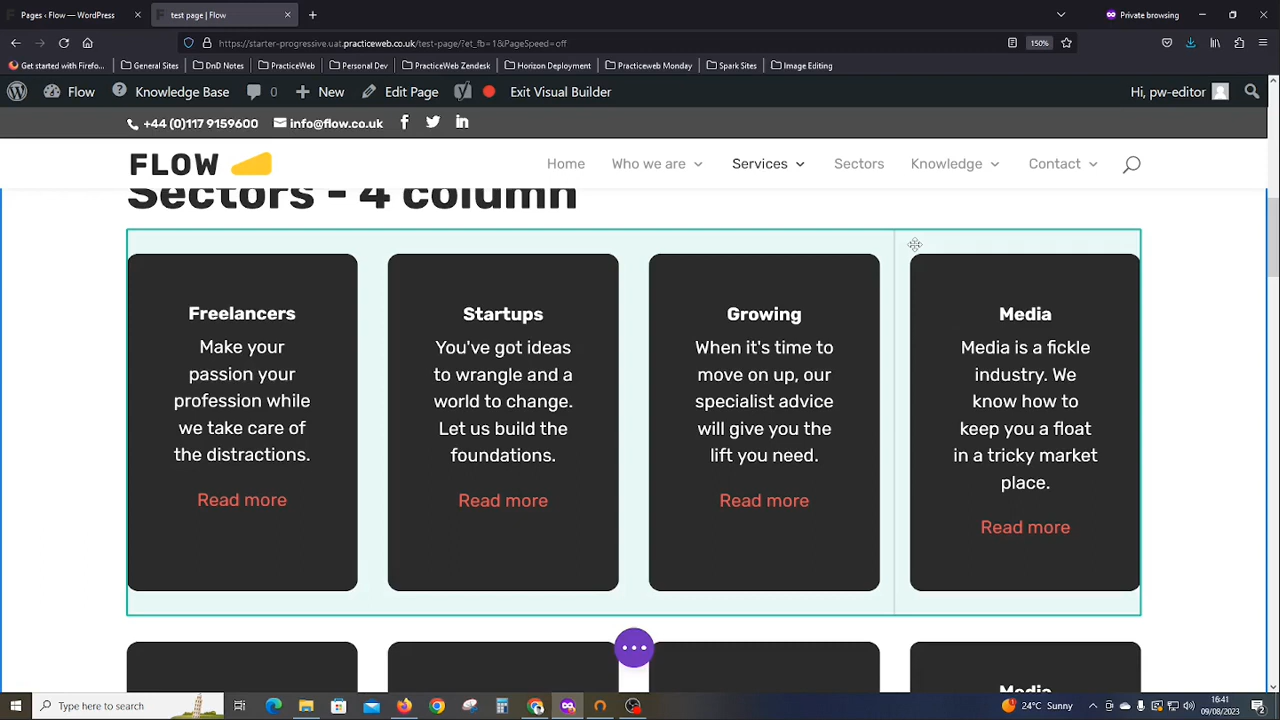 Pages ‹ Flow — WordPress
test page | Flow
Private browsing
https://starter-progressive.uat.practiceweb.co.uk/test-page/?et_fb=1&PageSpeed=off
150%
Get started with Firefo...
General Sites
DnD Notes
PracticeWeb
Personal Dev
PracticeWeb Zendesk
Horizon Deployment
Practiceweb Monday
Spark Sites
Image Editing
Flow
Knowledge Base
0
New
Edit Page
Exit Visual Builder
Hi, pw-editor
+44 (0)117 9159600
info@flow.co.uk
FLOW
Home
Who we are
Services
Sectors
Knowledge
Contact
Sectors - 4 column
Freelancers
Make your
passion your
profession while
we take care of
the distractions.
Read more
Startups
You've got ideas
to wrangle and a
world to change.
Let us build the
foundations.
Read more
Growing
When it's time to
move on up, our
specialist advice
will give you the
lift you need.
Read more
Media
Media is a fickle
industry. We
know how to
keep you a float
in a tricky market
place.
Read more
Media
Type here to search
24°C Sunny
16:41
09/08/2023
2